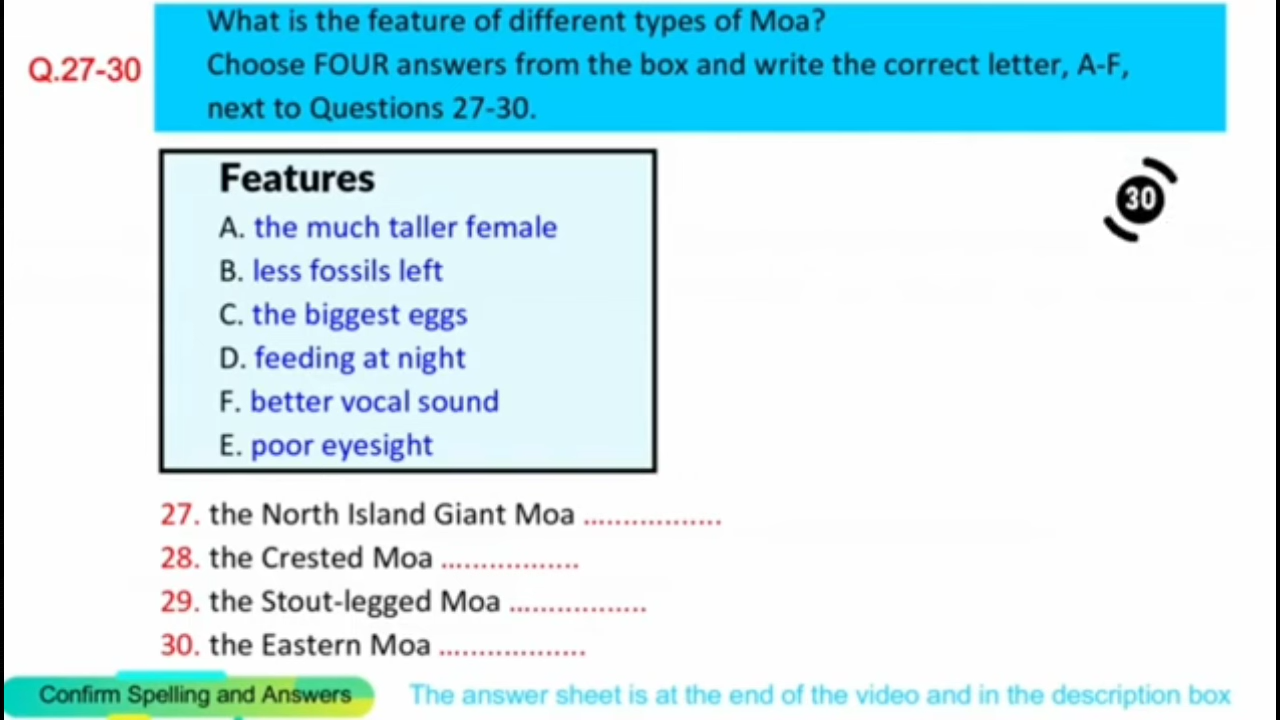 What is the feature of different types of Moa?
Q.27-30
Choose FOUR answers from the box and write the correct letter, A-F,
next to Questions 27-30.
Features
30
A. the much taller female
B. less fossils left
C. the biggest eggs
D. feeding at night
F. better vocal sound
E. poor eyesight
27. the North Island Giant Moa .................
28. the Crested Moa .................
29. the Stout-legged Moa .................
30. the Eastern Moa ..................
Confirm Spelling and Answers
The answer sheet is at the end of the video and in the description box